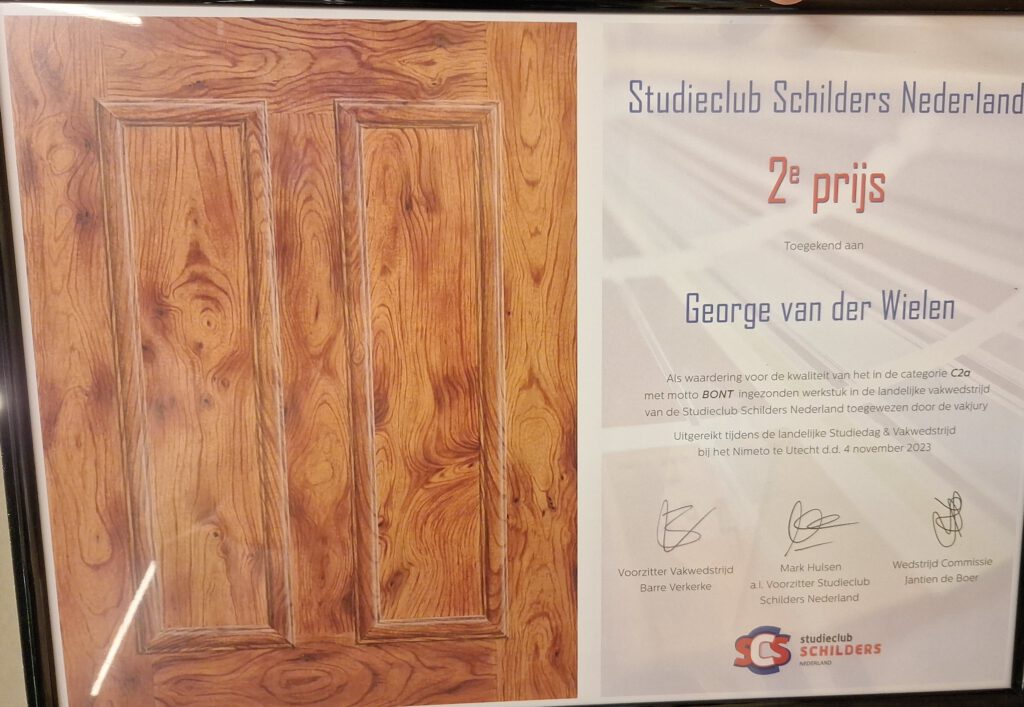 Studieclub Schilders Nederland
2e prijs
Toegekend aan
George van der Wielen
Als waardering voor de kwaliteit van het in de categorie C2a
met motto BONT ingezonden werkstuk in de landelijke vakwedstrijd
van de Studieclub Schilders Nederland toegewezen door de vakjury
Uitgereikt tijdens de landelijke Studiedag & Vakwedstrijd
bij het Nimeto te Utecht d.d. 4 november 2023
Voorzitter Vakwedstrijd
Barre Verkerke
Mark Hulsen
a.i. Voorzitter Studieclub
Schilders Nederland
Wedstrijd Commissie
Jantien de Boer
SCS
studieclub
SCHILDERS
NEDERLAND